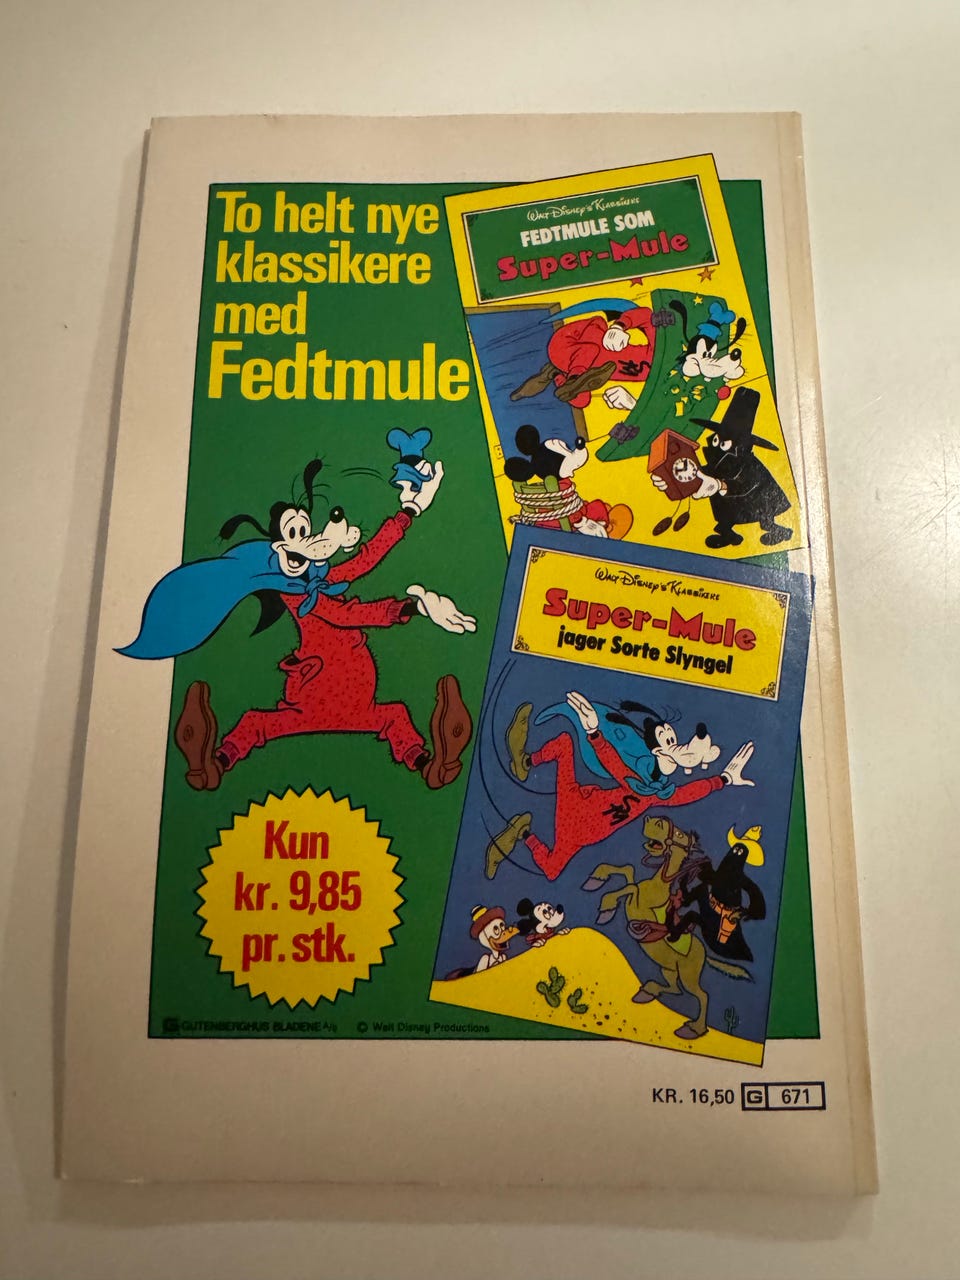 To helt nye
klassikere
med
Fedtmule
Walt Disney's Klassikere
FEDTMULE SOM
Super-Mule
Walt Disney's Klassikere
Super-Mule
jager Sorte Slyngel
Kun
kr. 9,85
pr. stk.
G GUTENBERGHUS BLADENE A/S © Walt Disney Productions
KR. 16,50 G 671